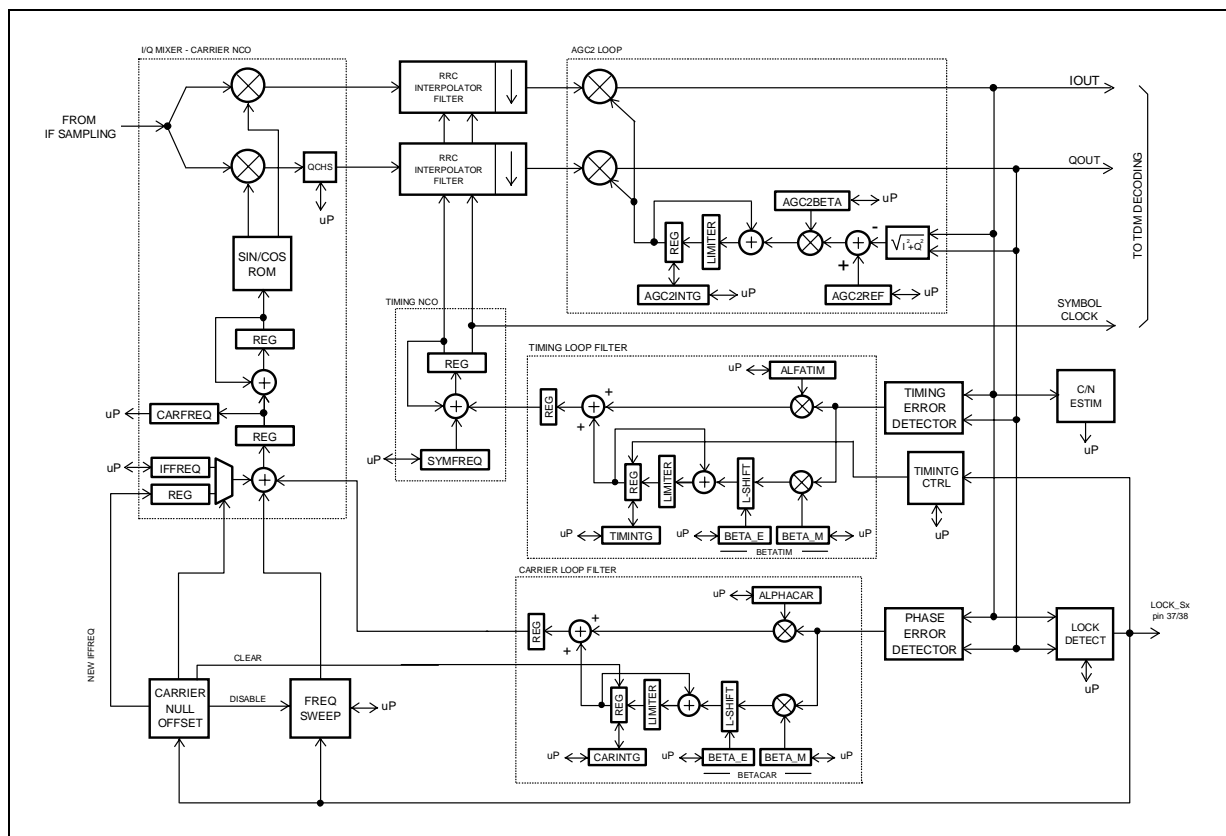 I/Q MIXER - CARRIER NCO
AGC2 LOOP
RRC
INTERPOLATOR
FILTER
IOUT
FROM
IF SAMPLING
QCHS
uP
RRC
INTERPOLATOR
FILTER
QOUT
AGC2BETA
uP
TO TDM DECODING
SIN/COS
ROM
REG
LIMITER
+
×
+
-
+
√I²+Q²
AGC2INTG
uP
AGC2REF
uP
TIMING NCO
SYMBOL
CLOCK
REG
+
REG
+
SYMFREQ
uP
TIMING LOOP FILTER
uP
ALFATIM
REG
+
+
+
TIMING
ERROR
DETECTOR
C/N
ESTIM
uP
uP
CARFREQ
REG
uP
IFFREQ
REG
+
REG
LIMITER
+
L-SHIFT
TIMINTG
CTRL
uP
uP
TIMINTG
uP
BETA_E
BETA_M
uP
BETATIM
CARRIER LOOP FILTER
uP
ALPHACAR
REG
+
+
+
PHASE
ERROR
DETECTOR
LOCK
DETECT
uP
LOCK_Sx
pin 37/38
NEW IFFREQ
CLEAR
CARRIER
NULL
OFFSET
DISABLE
FREQ
SWEEP
uP
REG
LIMITER
+
L-SHIFT
uP
CARINTG
uP
BETA_E
BETA_M
uP
BETACAR